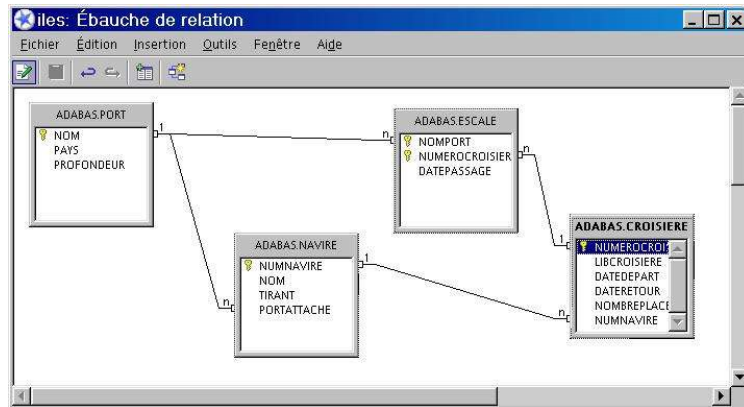 iles: Ébauche de relation
Fichier Édition Insertion Outils Fenêtre Aide
ADABAS.PORT
NOM
PAYS
PROFONDEUR
1
n
ADABAS.ESCALE
NOMPORT
NUMEROCROISIER
DATEPASSAGE
n
1
ADABAS.NAVIRE
NUMNAVIRE
NOM
TIRANT
PORTATTACHE
n
1
n
ADABAS.CROISIERE
NUMEROCROIS
LIBCROISIERE
DATEDEPART
DATERETOUR
NOMBREPLACE
NUMNAVIRE